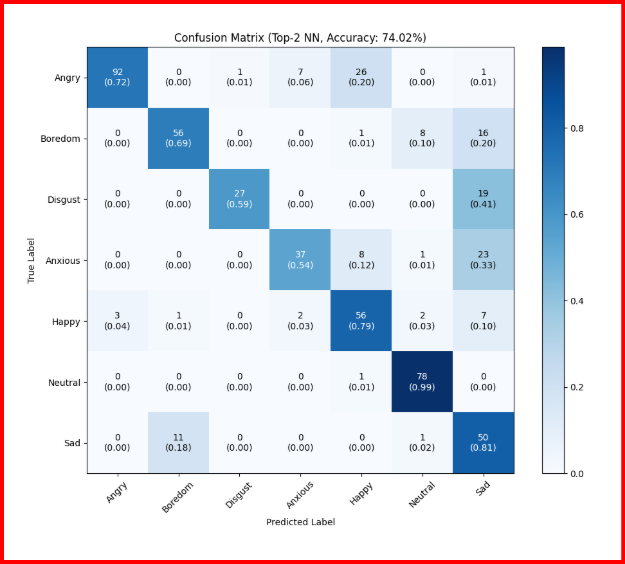 Confusion Matrix (Top-2 NN, Accuracy: 74.02%)
True Label
Angry
92 0 1 7 26 0 1
(0.72) (0.00) (0.01) (0.06) (0.20) (0.00) (0.01)
Boredom
0 56 0 0 1 8 16
(0.00) (0.69) (0.00) (0.00) (0.01) (0.10) (0.20)
Disgust
0 0 27 0 0 0 19
(0.00) (0.00) (0.59) (0.00) (0.00) (0.00) (0.41)
Anxious
0 0 0 37 8 1 23
(0.00) (0.00) (0.00) (0.54) (0.12) (0.01) (0.33)
Happy
3 1 0 2 56 2 7
(0.04) (0.01) (0.00) (0.03) (0.79) (0.03) (0.10)
Neutral
0 0 0 0 1 78 0
(0.00) (0.00) (0.00) (0.00) (0.01) (0.99) (0.00)
Sad
0 11 0 0 0 1 50
(0.00) (0.18) (0.00) (0.00) (0.00) (0.02) (0.81)
Angry Boredom Disgust Anxious Happy Neutral Sad
Predicted Label
0.8
0.6
0.4
0.2
0.0